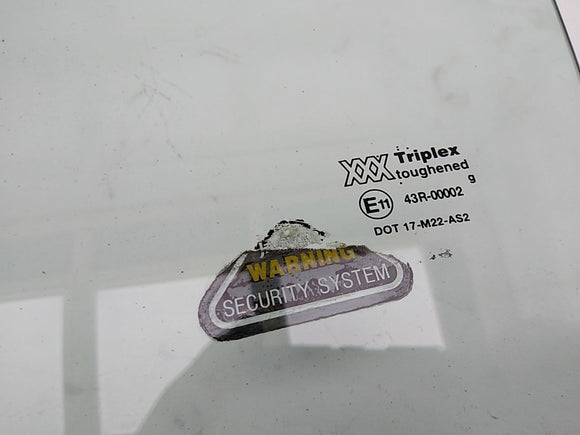 XXX Triplex
toughened
g
E11 43R-00002
DOT 17-M22-AS2
WARNING
SECURITY SYSTEM